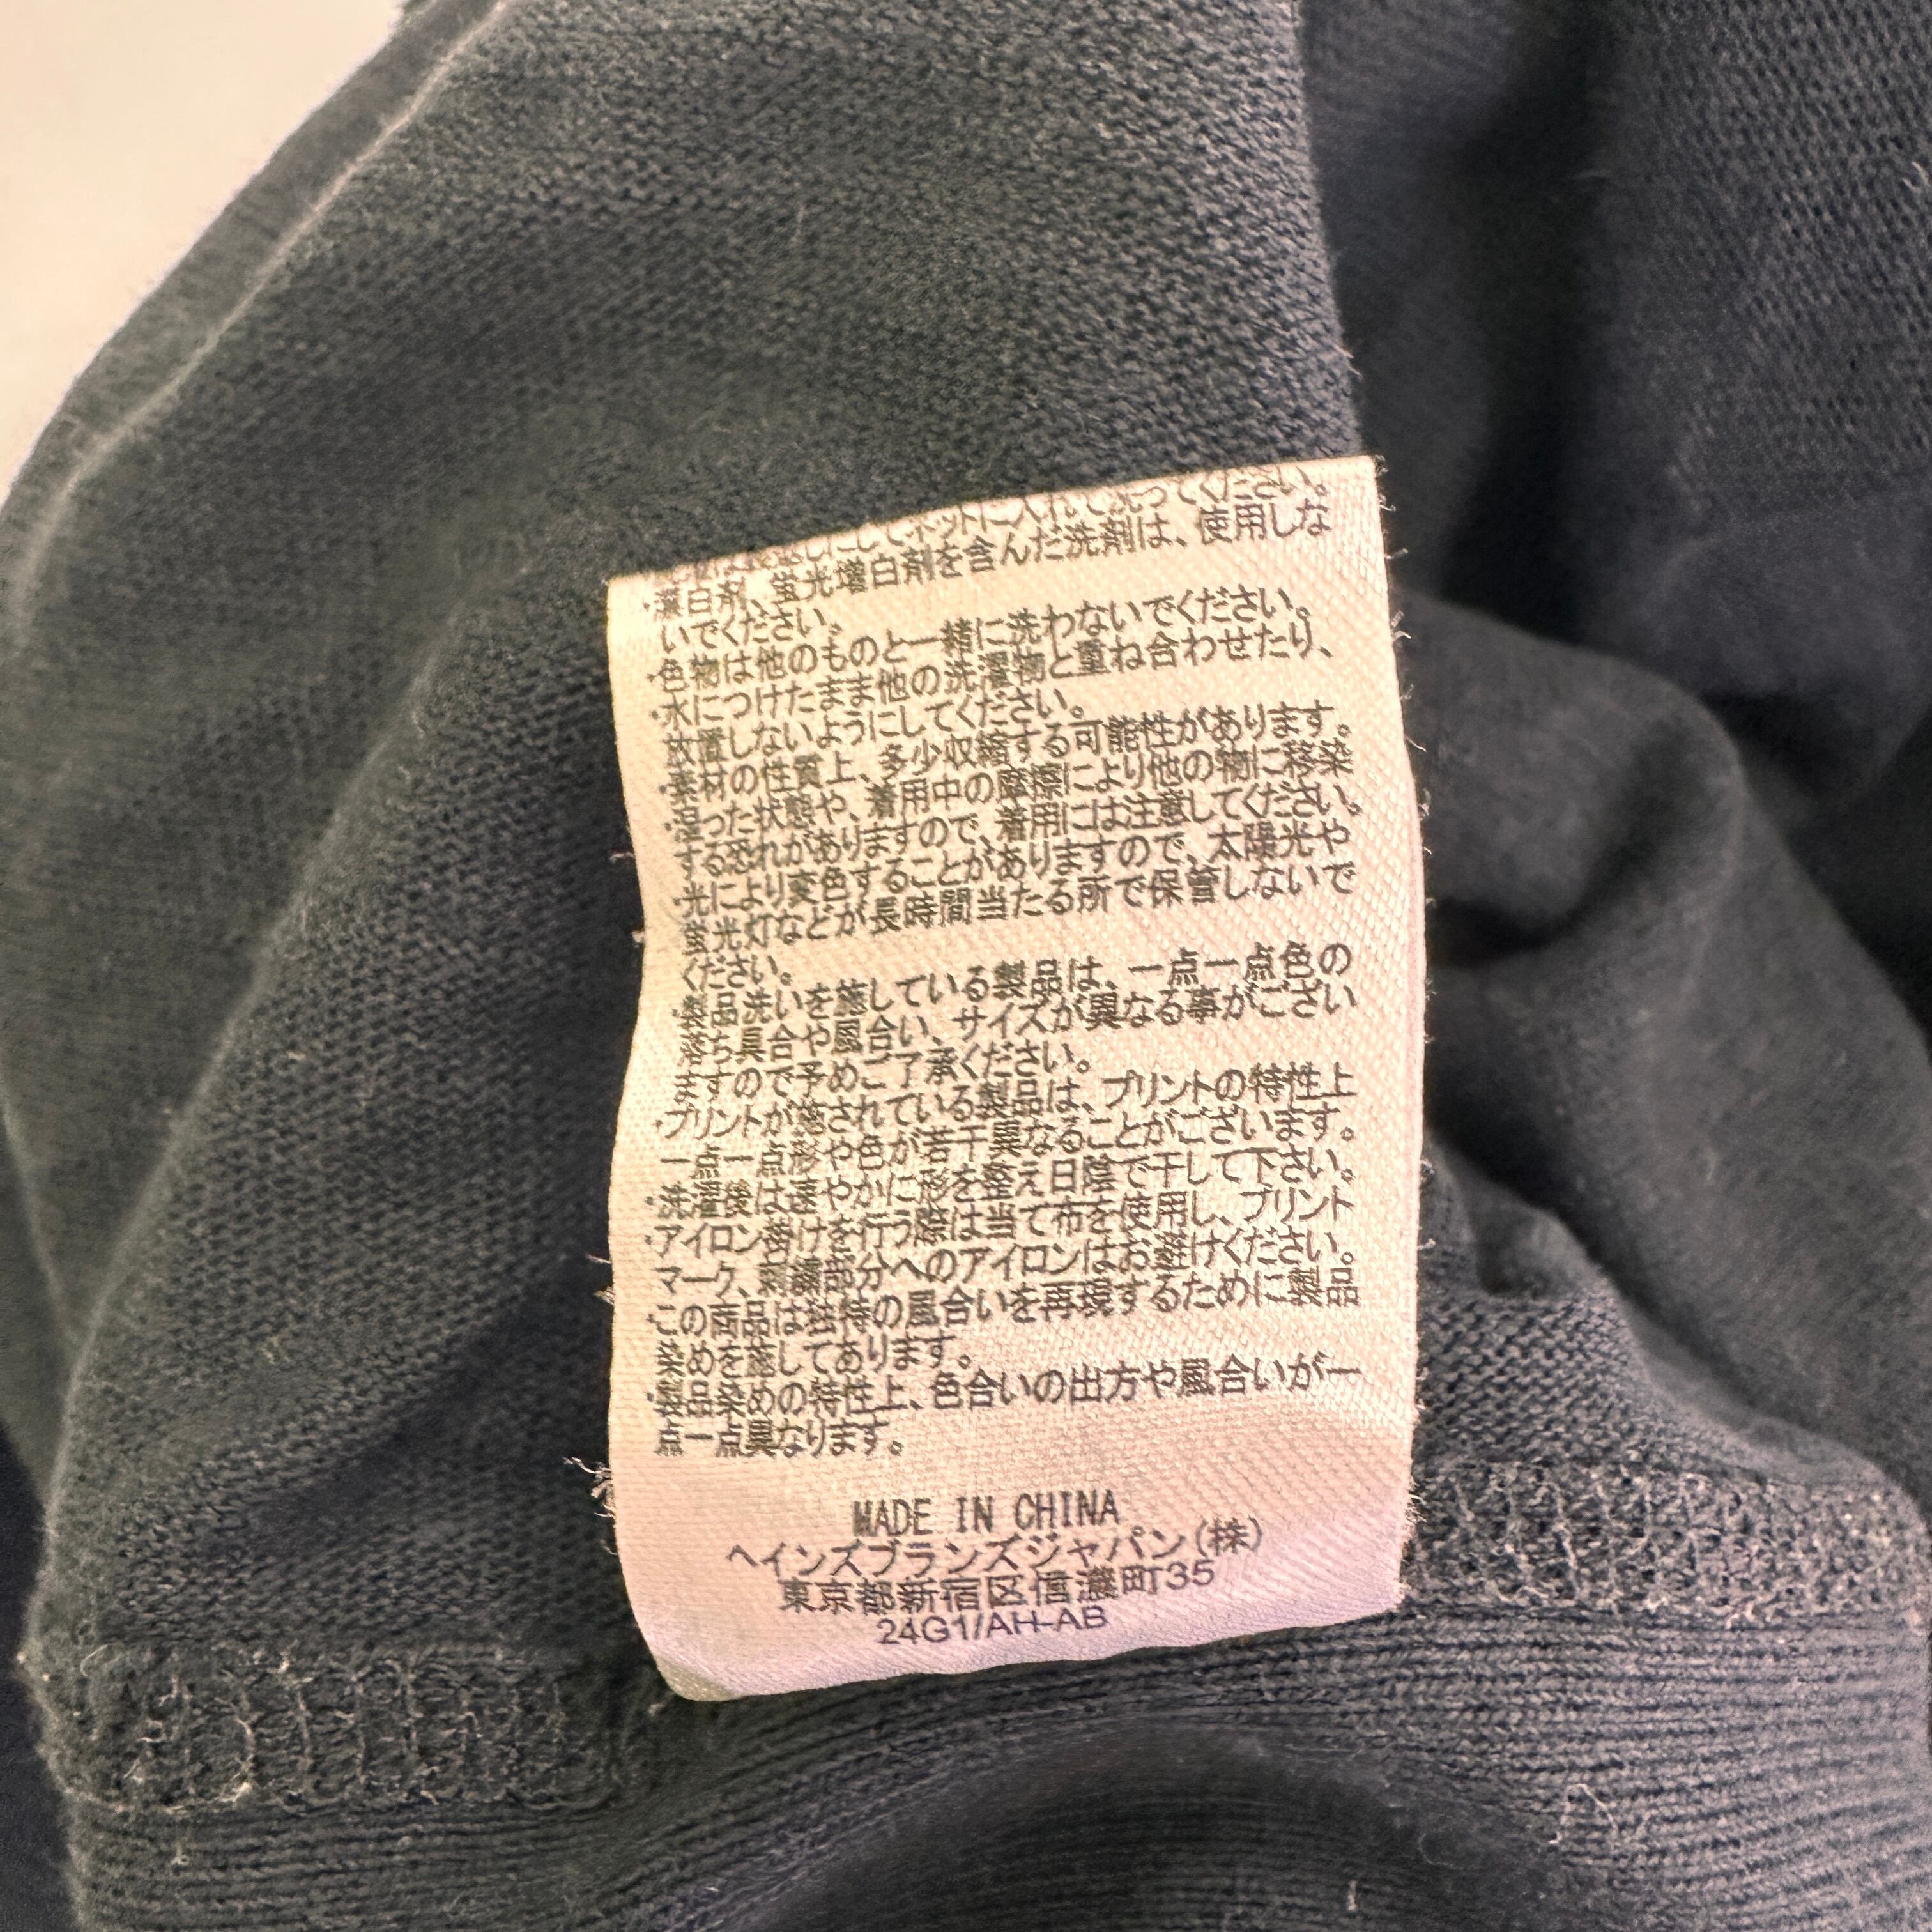 にしてネットに入れて洗ってください。
・漂白剤、蛍光増白剤を含んだ洗剤は、使用しな
いでください。
・色物は他のものと一緒に洗わないでください。
・水につけたまま他の洗濯物と重ね合わせたり、
放置しないようにしてください。
・素材の性質上、多少収縮する可能性があります。
・湿った状態や、着用中の摩擦により他の物に移染
する恐れがありますので、着用には注意してください。
・光により変色することがありますので、太陽光や
蛍光灯などが長時間当たる所で保管しないで
ください。
・製品洗いを施している製品は、一点一点色の
落ち具合や風合い、サイズが異なる事がござい
ますので予めご了承ください。
・プリントが施されている製品は、プリントの特性上
一点一点形や色が若干異なることがございます。
・洗濯後は速やかに形を整え日陰で干して下さい。
・アイロン掛けを行う際は当て布を使用し、プリント
マーク、刺繍部分へのアイロンはお避けください。
・この商品は独特の風合いを再現するために製品
染めを施してあります。
・製品染めの特性上、色合いの出方や風合いが一
点一点異なります。
MADE IN CHINA
ヘインズブランズジャパン(株)
東京都新宿区信濃町35
24G1/AH-AB